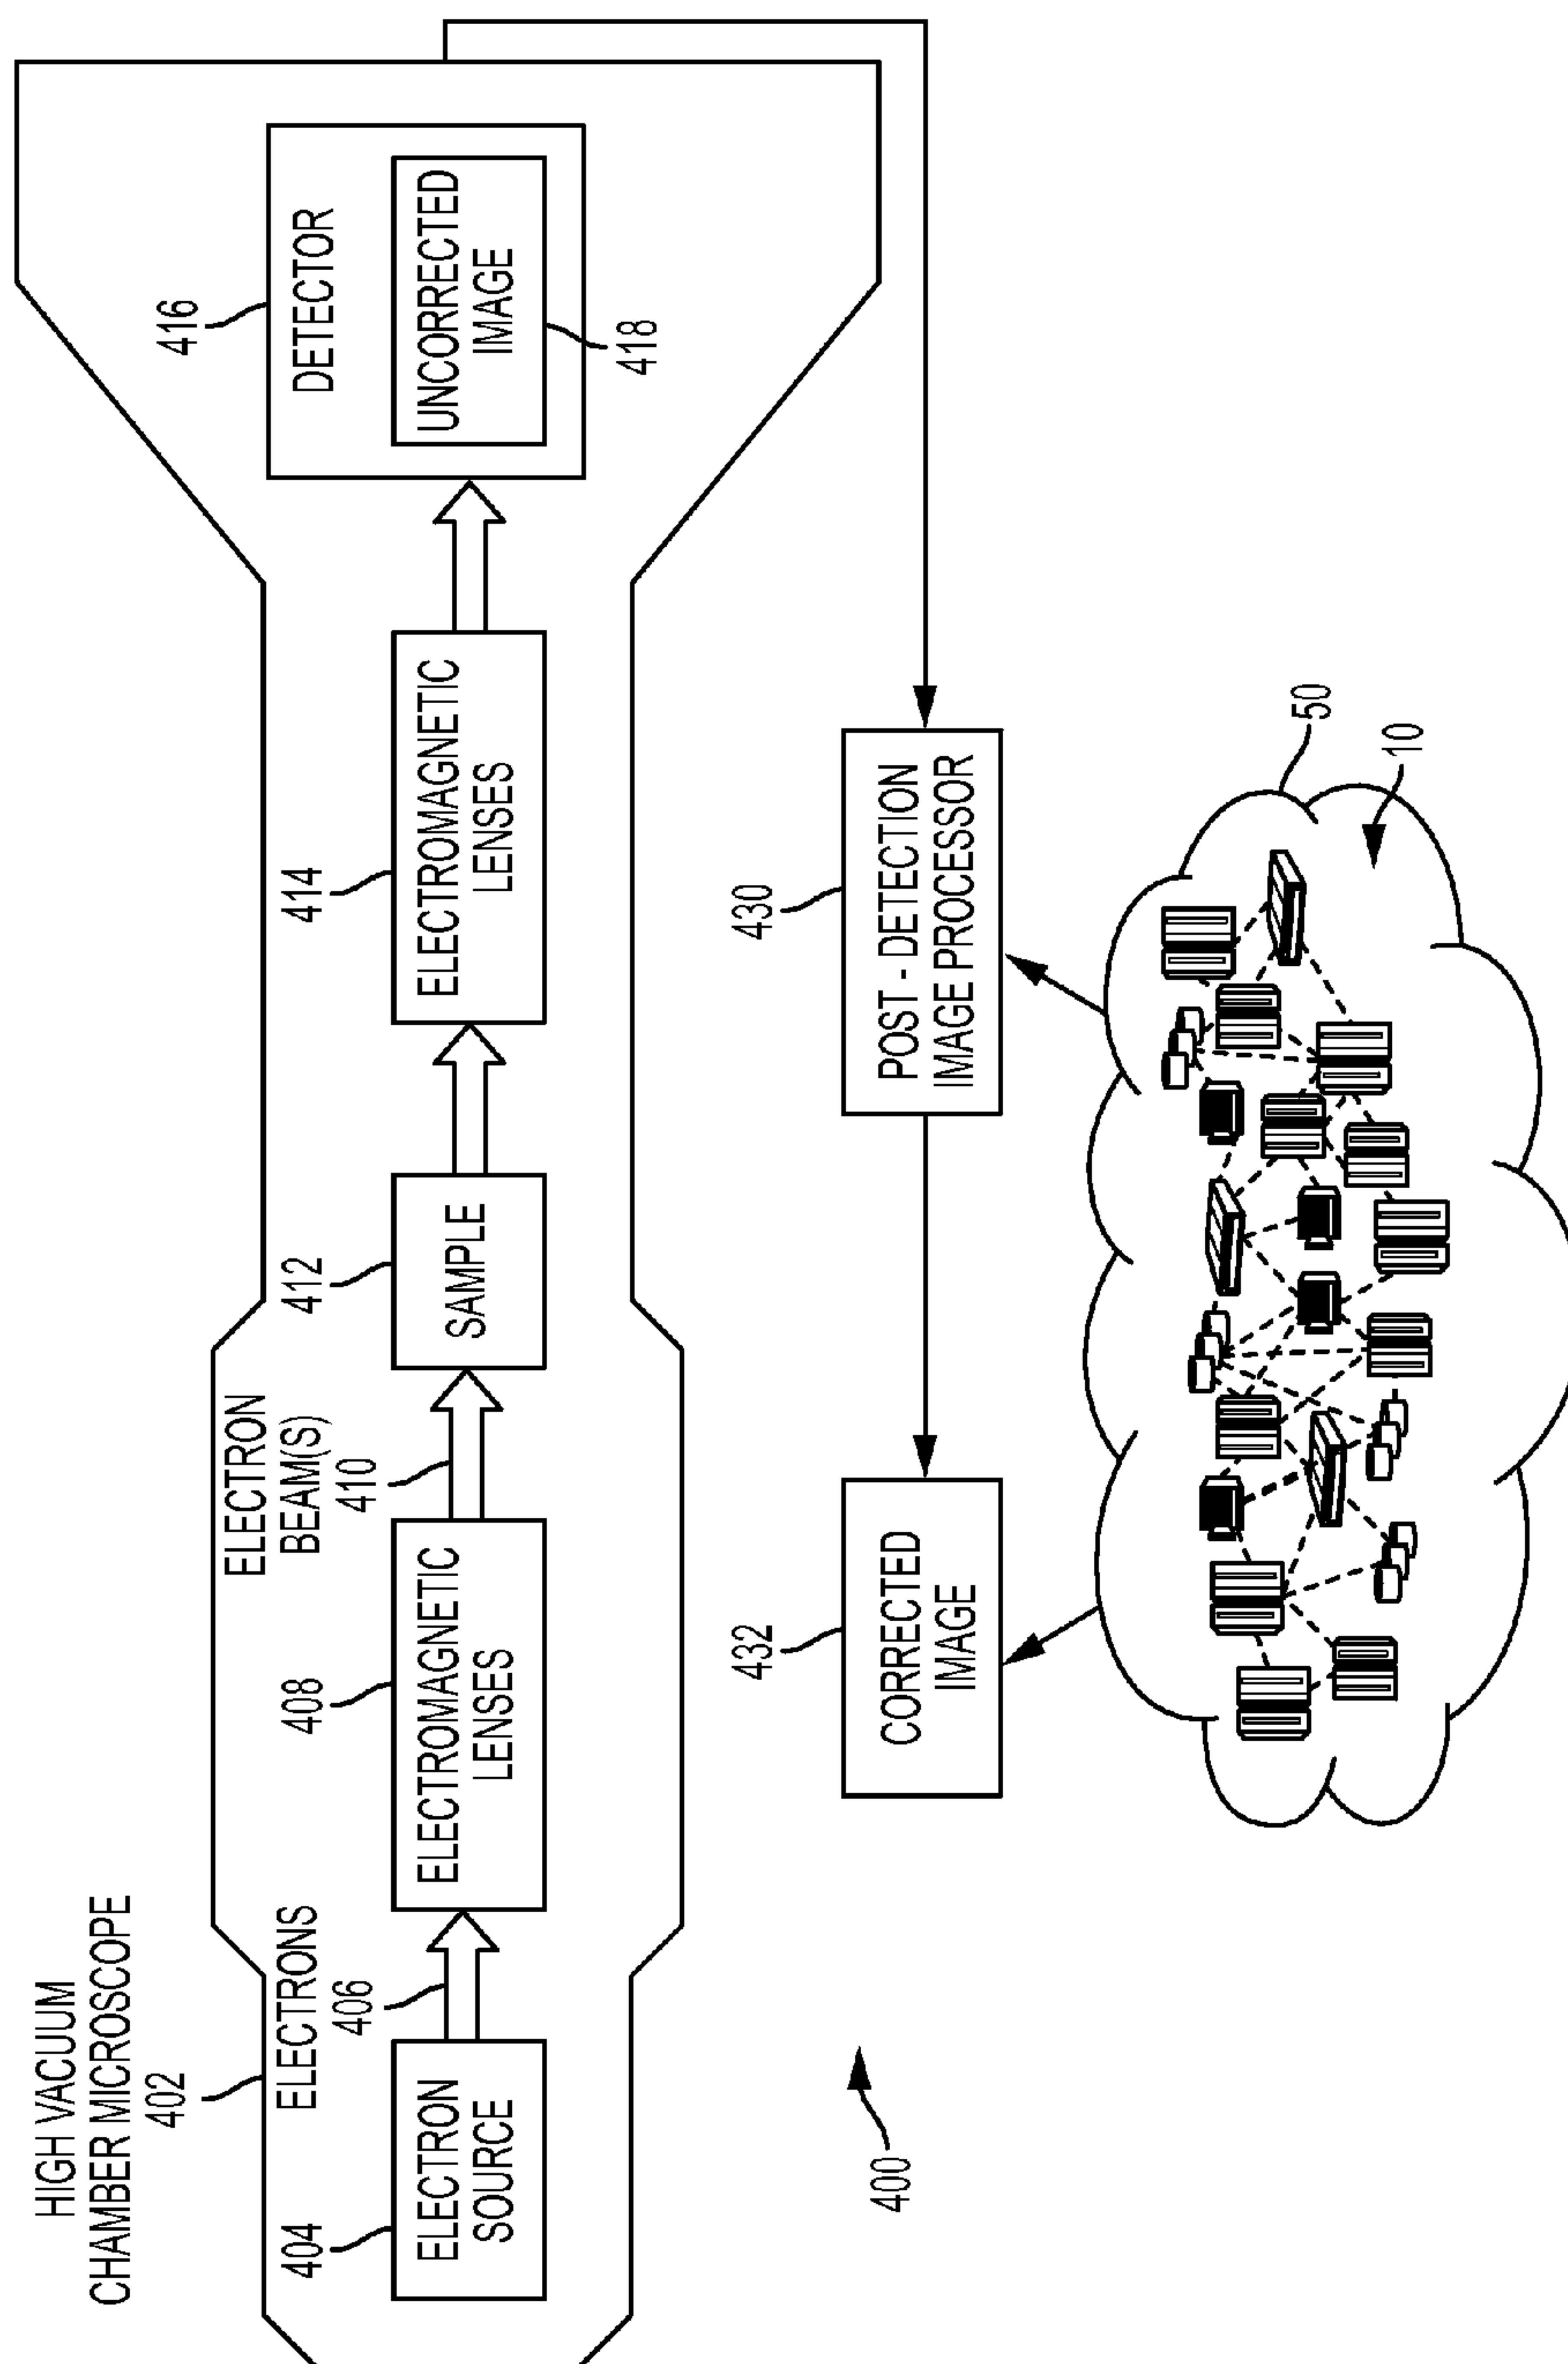 HIGH VACUUM
CHAMBER MICROSCOPE
402
404
ELECTRON
SOURCE
ELECTRONS
406
408
ELECTROMAGNETIC
LENSES
ELECTRON
BEAM(S)
410
412
SAMPLE
414
ELECTROMAGNETIC
LENSES
416
DETECTOR
UNCORRECTED
IMAGE
418
400
432
CORRECTED
IMAGE
430
POST - DETECTION
IMAGE PROCESSOR
50
10